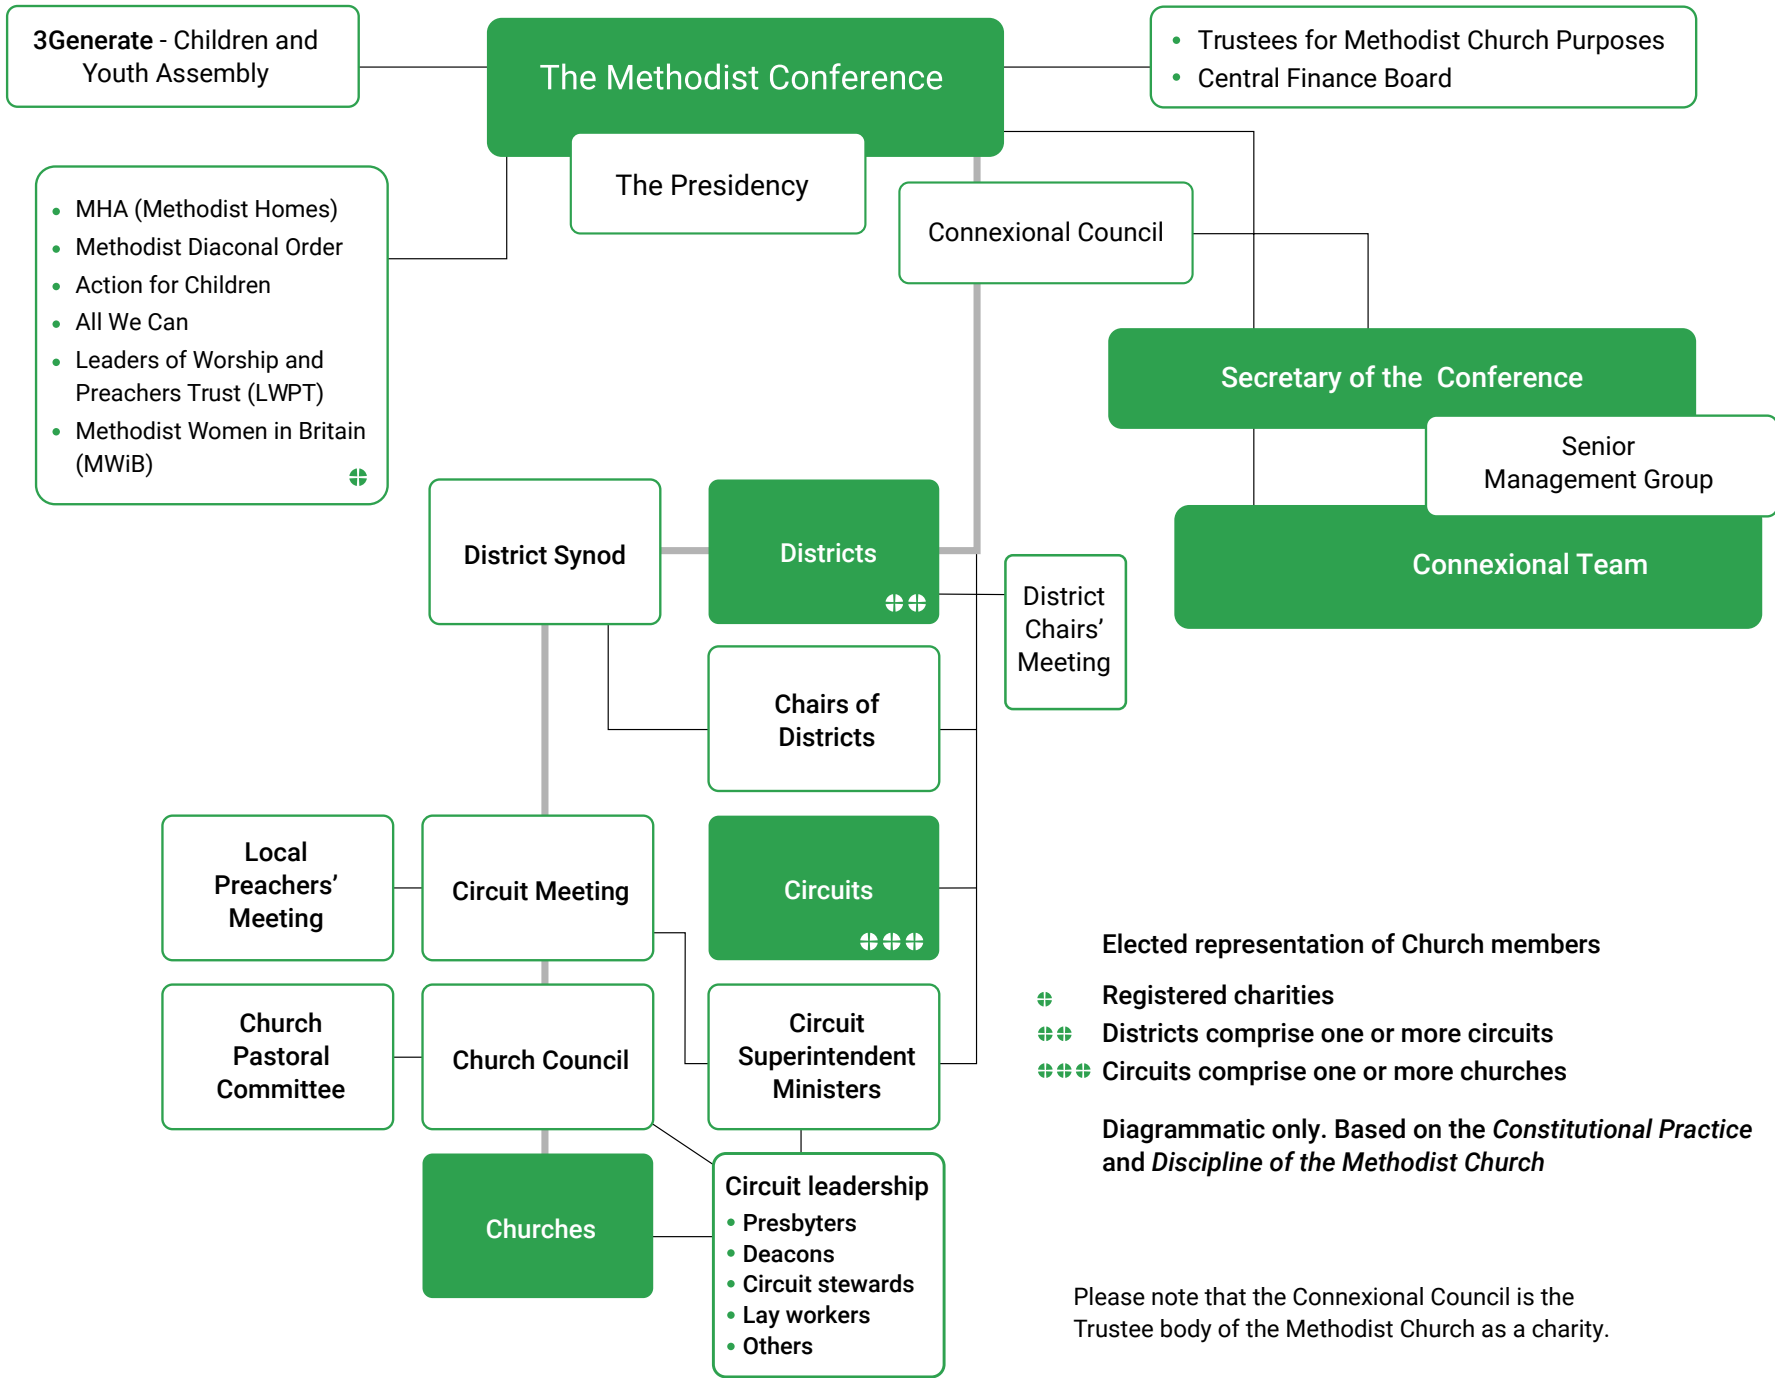 3Generate - Children and
Youth Assembly
The Methodist Conference
• Trustees for Methodist Church Purposes
• Central Finance Board
The Presidency
Connexional Council
• MHA (Methodist Homes)
• Methodist Diaconal Order
• Action for Children
• All We Can
• Leaders of Worship and
Preachers Trust (LWPT)
• Methodist Women in Britain
(MWiB)
Secretary of the Conference
Senior
Management Group
Connexional Team
District Synod
Districts
District
Chairs’
Meeting
Chairs of
Districts
Local
Preachers’
Meeting
Circuit Meeting
Circuits
Church
Pastoral
Committee
Church Council
Circuit
Superintendent
Ministers
Churches
Circuit leadership
• Presbyters
• Deacons
• Circuit stewards
• Lay workers
• Others
Elected representation of Church members
Registered charities
Districts comprise one or more circuits
Circuits comprise one or more churches
Diagrammatic only. Based on the Constitutional Practice
and Discipline of the Methodist Church
Please note that the Connexional Council is the
Trustee body of the Methodist Church as a charity.